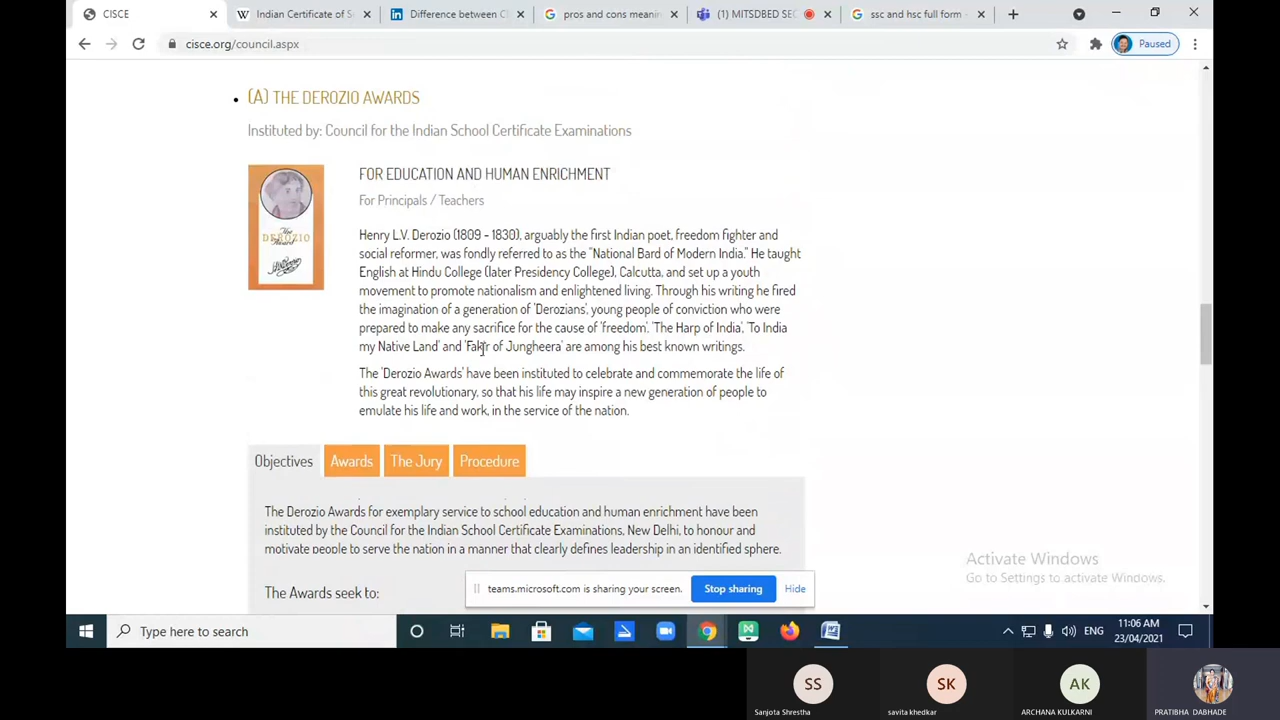 CISCE
Indian Certificate of S
Difference between C
pros and cons meanin
(1) MITSDBED SEC
ssc and hsc full form
cisce.org/council.aspx
Paused
(A) THE DEROZIO AWARDS
Instituted by: Council for the Indian School Certificate Examinations
The
DEROZIO
Award
FOR EDUCATION AND HUMAN ENRICHMENT
For Principals / Teachers
Henry L.V. Derozio (1809 - 1830), arguably the first Indian poet, freedom fighter and
social reformer, was fondly referred to as the "National Bard of Modern India." He taught
English at Hindu College (later Presidency College), Calcutta, and set up a youth
movement to promote nationalism and enlightened living. Through his writing he fired
the imagination of a generation of 'Derozians', young people of conviction who were
prepared to make any sacrifice for the cause of 'freedom'. 'The Harp of India', 'To India
my Native Land' and 'Fakir of Jungheera' are among his best known writings.
The 'Derozio Awards' have been instituted to celebrate and commemorate the life of
this great revolutionary, so that his life may inspire a new generation of people to
emulate his life and work, in the service of the nation.
Objectives Awards The Jury Procedure
The Derozio Awards for exemplary service to school education and human enrichment have been
instituted by the Council for the Indian School Certificate Examinations, New Delhi, to honour and
motivate people to serve the nation in a manner that clearly defines leadership in an identified sphere.
The Awards seek to:
Activate Windows
Go to Settings to activate Windows.
teams.microsoft.com is sharing your screen. Stop sharing Hide
Type here to search
ENG
11:06 AM
23/04/2021
SS
Sanjota Shrestha
SK
savita khedkar
AK
ARCHANA KULKARNI
PRATIBHA DABHADE